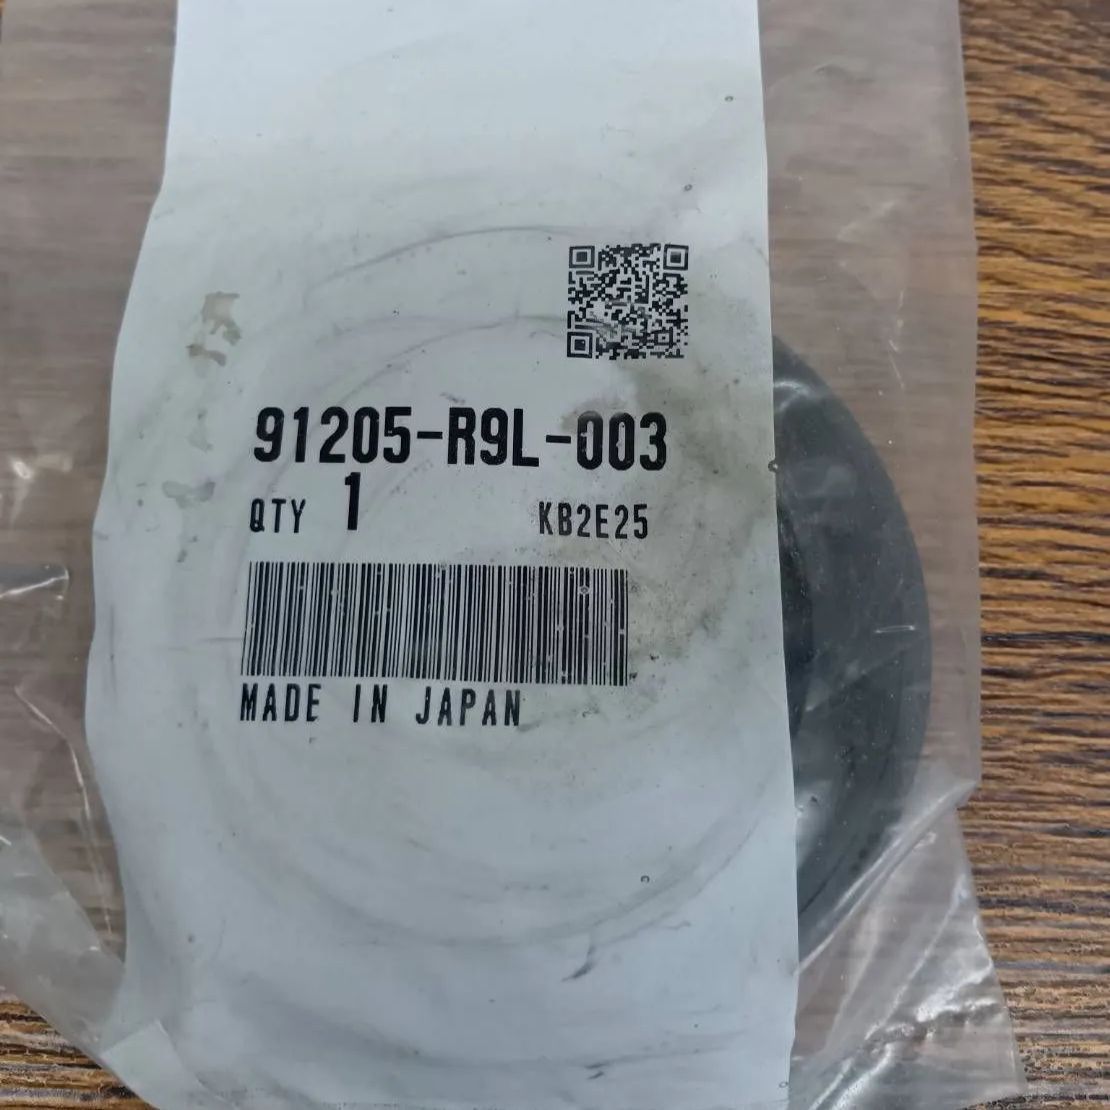 91205-R9L-003
QTY 1 KB2E25
MADE IN JAPAN